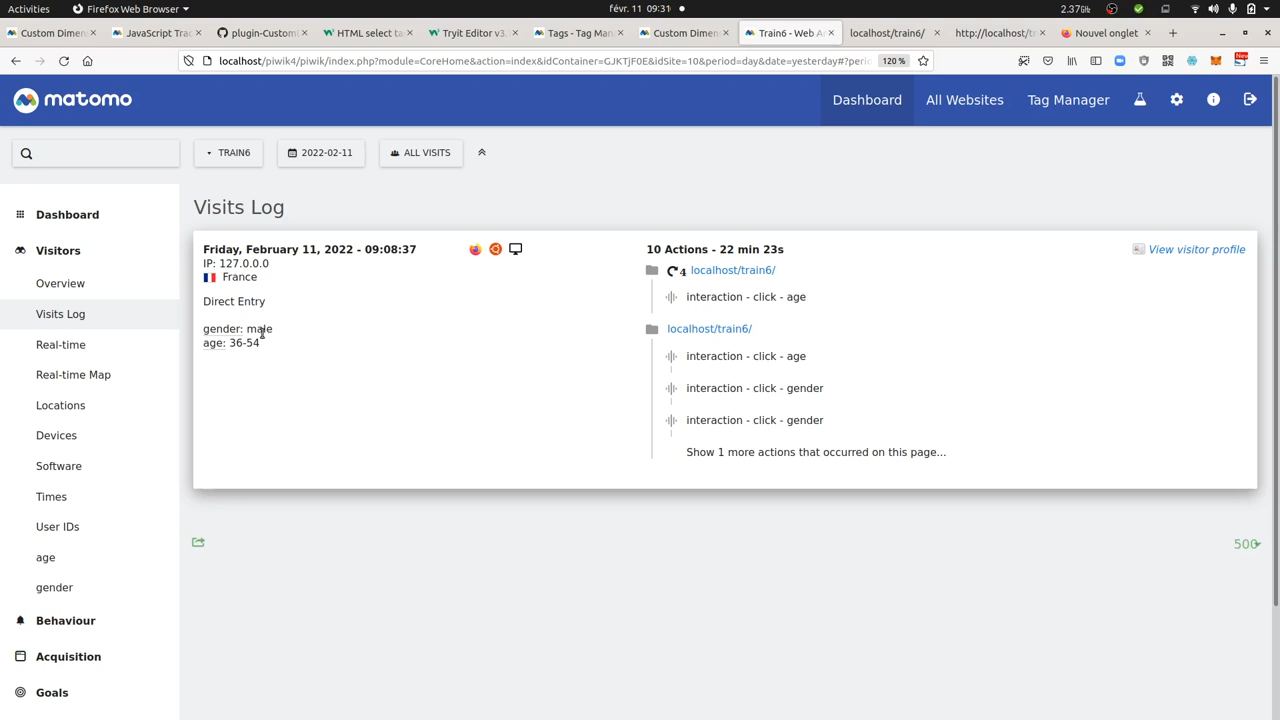 Activities
Firefox Web Browser
févr. 11 09:31
2.37
Custom Dimen
JavaScript Trac
plugin-Custom
HTML select ta
Tryit Editor v3.
Tags - Tag Man
Custom Dimen
Train6 - Web A
localhost/train6/
http://localhost/t
Nouvel onglet
localhost/piwik4/piwik/index.php?module=CoreHome&action=index&idContainer=GJKTjF0E&idSite=10&period=day&date=yesterday#?perio
120 %
New
matomo
Dashboard
All Websites
Tag Manager
TRAIN6
2022-02-11
ALL VISITS
Dashboard
Visitors
Overview
Visits Log
Real-time
Real-time Map
Locations
Devices
Software
Times
User IDs
age
gender
Behaviour
Acquisition
Goals
Visits Log
Friday, February 11, 2022 - 09:08:37
IP: 127.0.0.0
France
Direct Entry
gender: male
age: 36-54
10 Actions - 22 min 23s
View visitor profile
4 localhost/train6/
interaction - click - age
localhost/train6/
interaction - click - age
interaction - click - gender
interaction - click - gender
Show 1 more actions that occurred on this page...
500